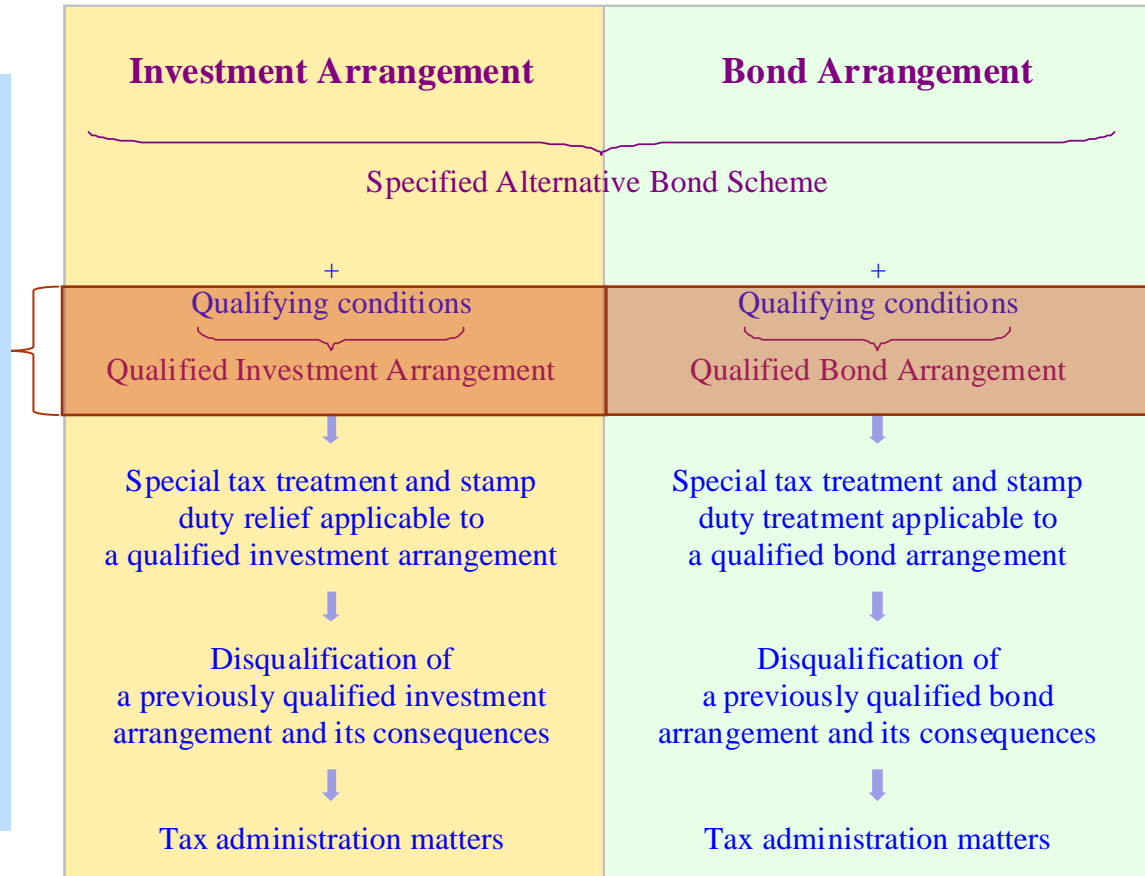 Investment Arrangement
Bond Arrangement
Specified Alternative Bond Scheme
+
Qualifying conditions
Qualified Investment Arrangement
Special tax treatment and stamp
duty relief applicable to
a qualified investment arrangement
Disqualification of
a previously qualified investment
arrangement and its consequences
Tax administration matters
+
Qualifying conditions
Qualified Bond Arrangement
Special tax treatment and stamp
duty treatment applicable to
a qualified bond arrangement
Disqualification of
a previously qualified bond
arrangement and its consequences
Tax administration matters